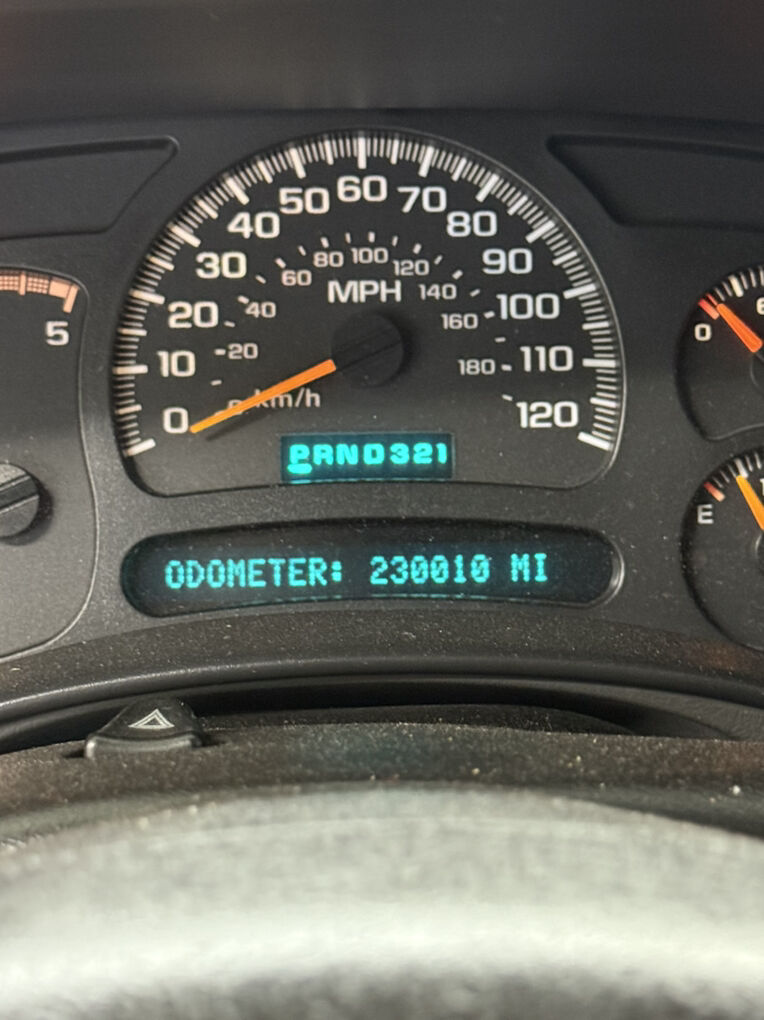 50 60 70
40 80
30 80 100 120 90
60 MPH 140
20 40 160 100
5
0
10 20 180 110
0 km/h 120
PRND321
E
ODOMETER: 230010 MI